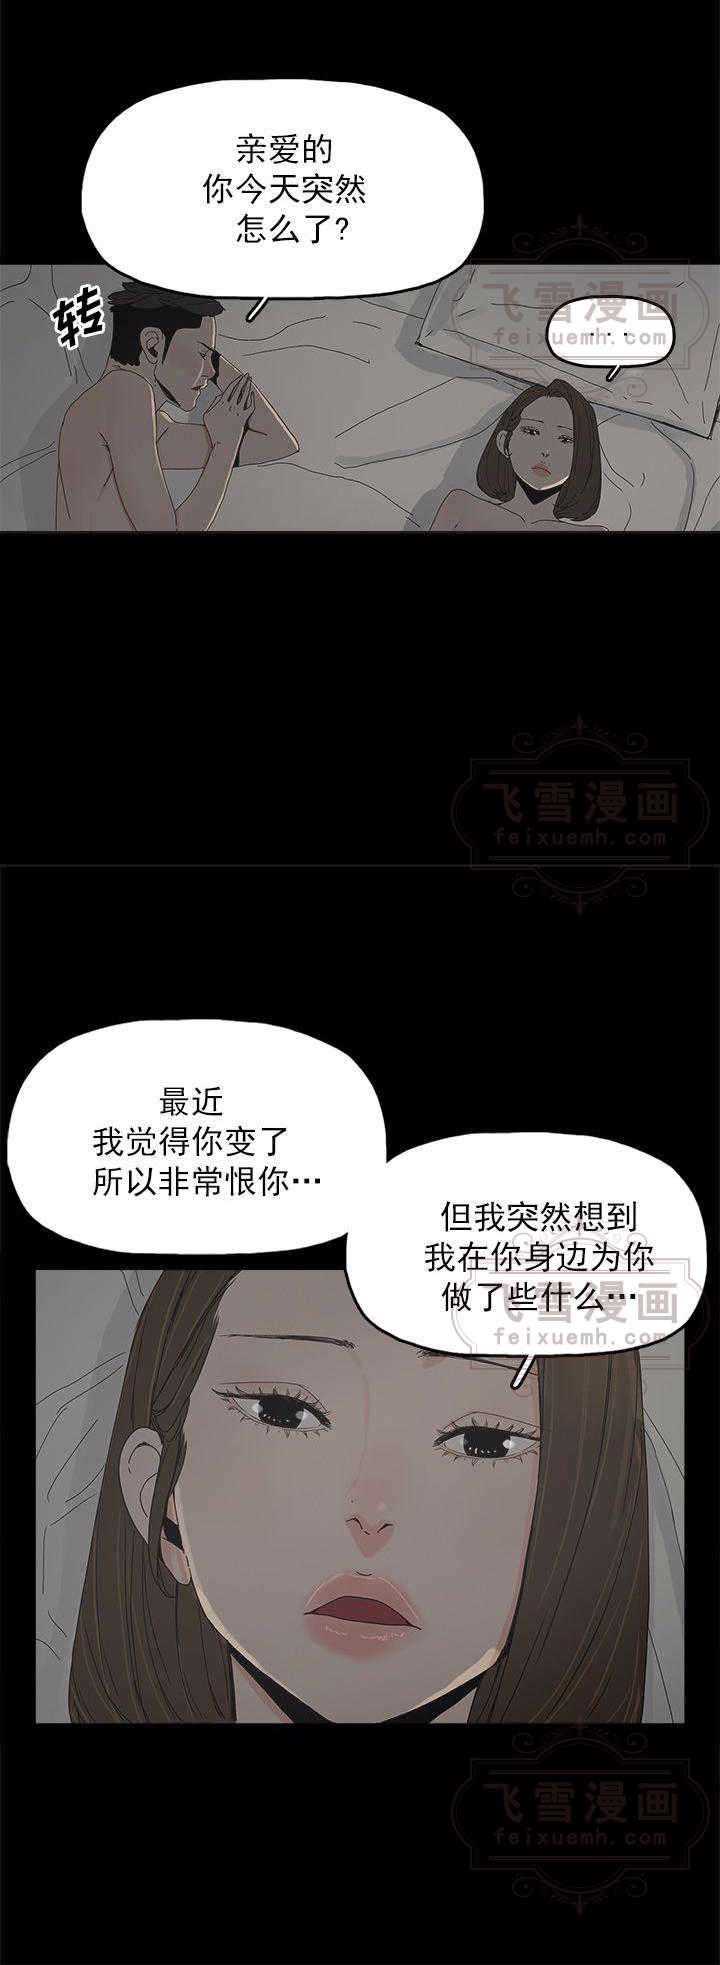 亲爱的
你今天突然
怎么了?
转
飞雪漫画
feixuemh.com
...
飞雪漫画
feixuemh.com
最近
我觉得你变了
所以非常恨你…
但我突然想到
我在你身边为你
做了些什么…
飞雪漫画
feixuemh.com
飞雪漫画
feixuemh.com